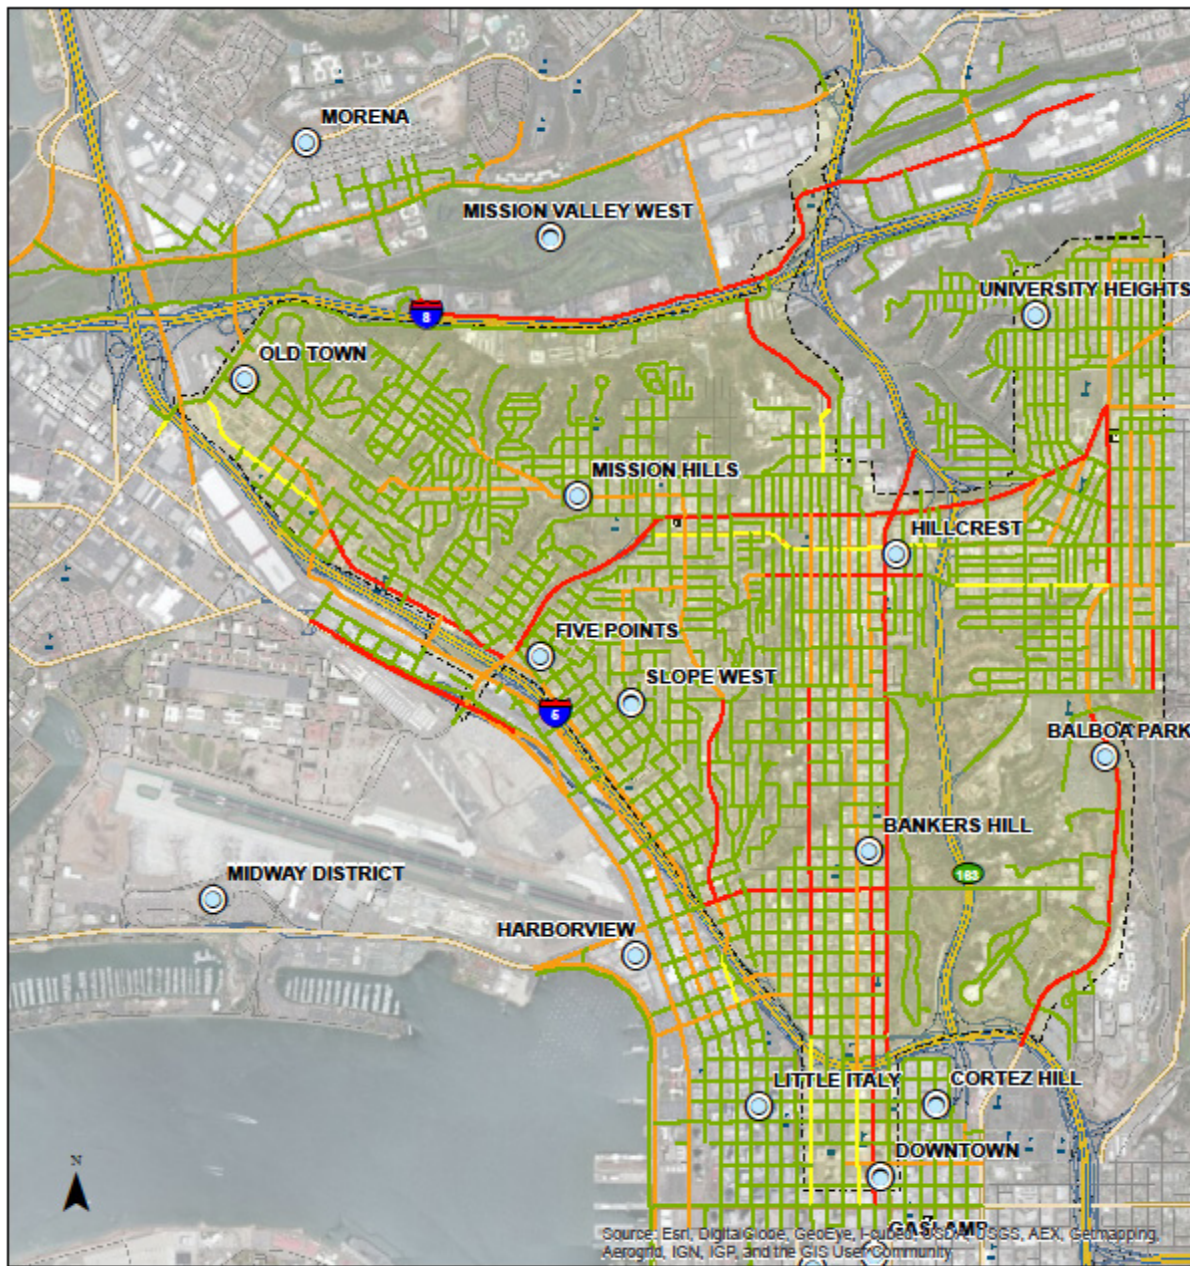 MORENA
MISSION VALLEY WEST
UNIVERSITY HEIGHTS
8
OLD TOWN
MISSION HILLS
HILLCREST
FIVE POINTS
SLOPE WEST
5
BALBOA PARK
BANKERS HILL
163
MIDWAY DISTRICT
HARBORVIEW
LITTLE ITALY
CORTEZ HILL
DOWNTOWN
N
GASLAMP
Source: Esri, DigitalGlobe, GeoEye, i-cubed, USDA, USGS, AEX, Getmapping,
Aerogrid, IGN, IGP, and the GIS User Community